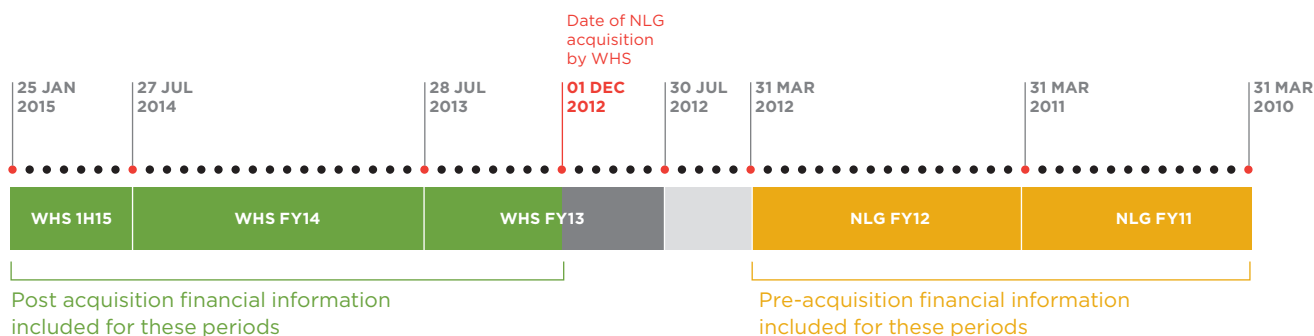 Date of NLG
acquisition
by WHS
25 JAN
2015
27 JUL
2014
28 JUL
2013
01 DEC
2012
30 JUL
2012
31 MAR
2012
31 MAR
2011
31 MAR
2010
WHS 1H15
WHS FY14
WHS FY13
NLG FY12
NLG FY11
Post acquisition financial information
included for these periods
Pre-acquisition financial information
included for these periods